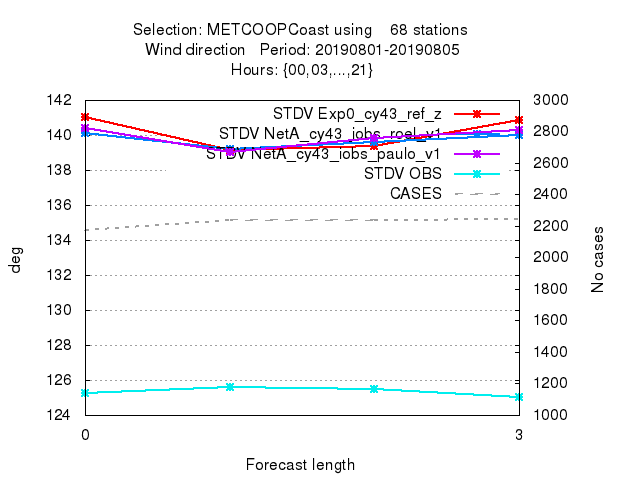 Selection: METCOOPCoast using 68 stations
Wind direction Period: 20190801-20190805
Hours: {00,03,...,21}
STDV Exp0_cy43_ref_z
STDV NetA_cy43_iobs_roel_v1
STDV NetA_cy43_iobs_paulo_v1
STDV OBS
CASES
142
140
138
136
134
132
130
128
126
124
deg
3000
2800
2600
2400
2200
2000
1800
1600
1400
1200
1000
No cases
0 3
Forecast length